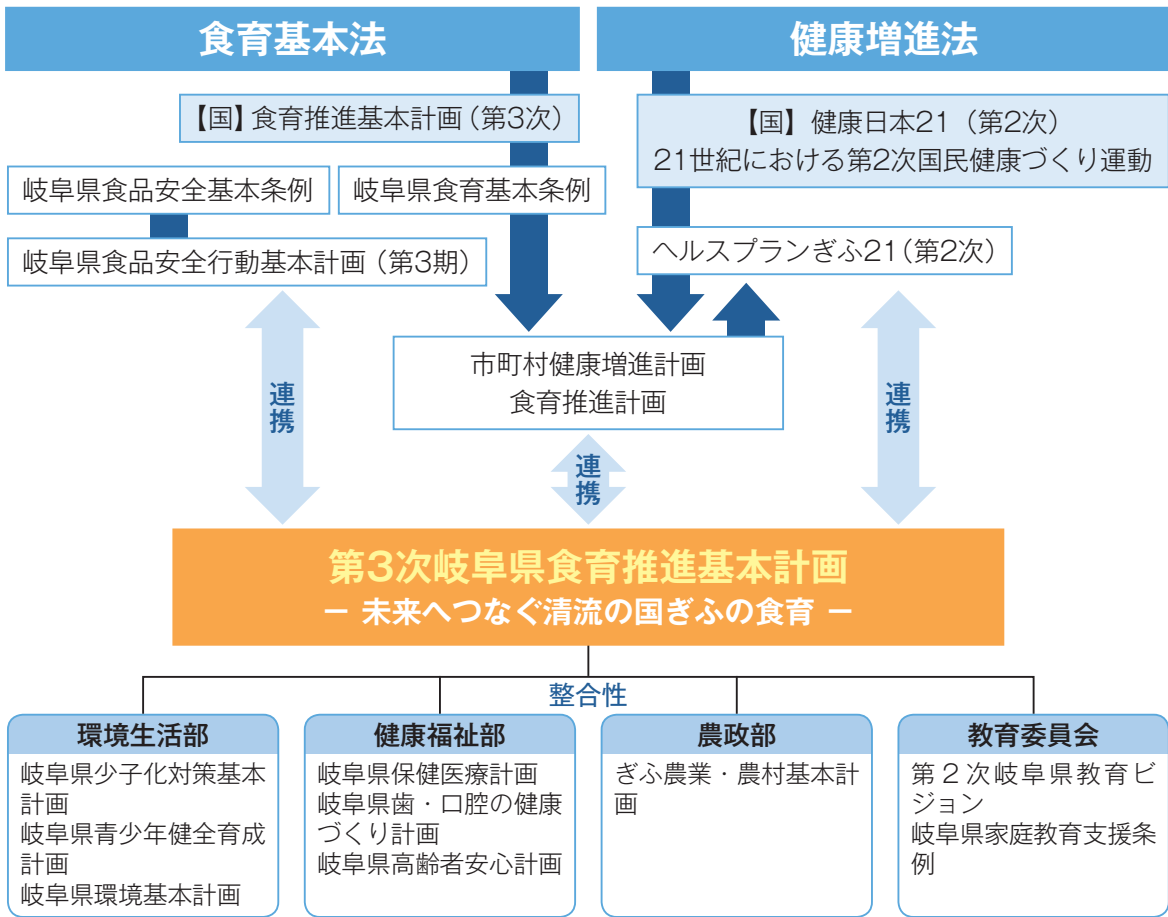 食育基本法
健康増進法
【国】食育推進基本計画（第3次）
【国】健康日本21（第2次）
21世紀における第2次国民健康づくり運動
岐阜県食品安全基本条例
岐阜県食育基本条例
岐阜県食品安全行動基本計画（第3期）
ヘルスプランぎふ21（第2次）
市町村健康増進計画
食育推進計画
連携
連携
連携
第3次岐阜県食育推進基本計画
－ 未来へつなぐ清流の国ぎふの食育 －
整合性
環境生活部
岐阜県少子化対策基本
計画
岐阜県青少年健全育成
計画
岐阜県環境基本計画
健康福祉部
岐阜県保健医療計画
岐阜県歯・口腔の健康
づくり計画
岐阜県高齢者安心計画
農政部
ぎふ農業・農村基本計
画
教育委員会
第２次岐阜県教育ビ
ジョン
岐阜県家庭教育支援条
例